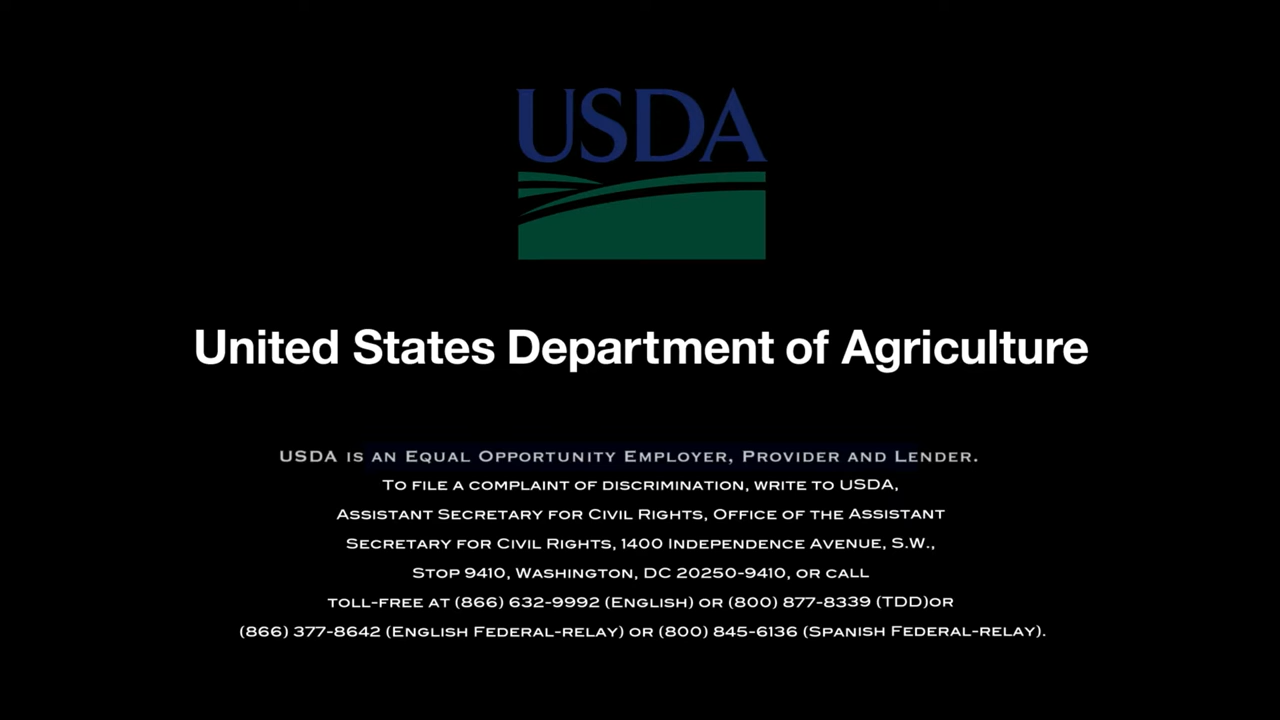 USDA
United States Department of Agriculture
USDA is an Equal Opportunity Employer, Provider and Lender.
To file a complaint of discrimination, write to USDA,
Assistant Secretary for Civil Rights, Office of the Assistant
Secretary for Civil Rights, 1400 Independence Avenue, S.W.,
Stop 9410, Washington, DC 20250-9410, or call
toll-free at (866) 632-9992 (English) or (800) 877-8339 (TDD)or
(866) 377-8642 (English Federal-relay) or (800) 845-6136 (Spanish Federal-relay).